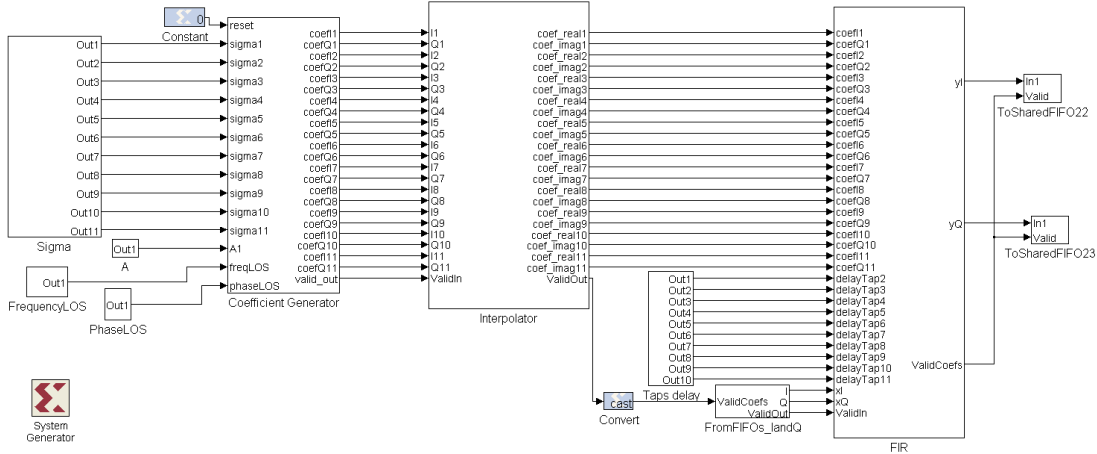 0
Constant
Out1
Out2
Out3
Out4
Out5
Out6
Out7
Out8
Out9
Out10
Out11
Sigma
Out1
A
Out1
FrequencyLOS
Out1
PhaseLOS
reset
sigma1
sigma2
sigma3
sigma4
sigma5
sigma6
sigma7
sigma8
sigma9
sigma10
sigma11
A1
freqLOS
phaseLOS
coefI1
coefQ1
coefI2
coefQ2
coefI3
coefQ3
coefI4
coefQ4
coefI5
coefQ5
coefI6
coefQ6
coefI7
coefQ7
coefI8
coefQ8
coefI9
coefQ9
coefI10
coefQ10
coefI11
coefQ11
valid_out
Coefficient Generator
I1
Q1
I2
Q2
I3
Q3
I4
Q4
I5
Q5
I6
Q6
I7
Q7
I8
Q8
I9
Q9
I10
Q10
I11
Q11
ValidIn
coef_real1
coef_imag1
coef_real2
coef_imag2
coef_real3
coef_imag3
coef_real4
coef_imag4
coef_real5
coef_imag5
coef_real6
coef_imag6
coef_real7
coef_imag7
coef_real8
coef_imag8
coef_real9
coef_imag9
coef_real10
coef_imag10
coef_real11
coef_imag11
ValidOut
Interpolator
Out1
Out2
Out3
Out4
Out5
Out6
Out7
Out8
Out9
Out10
Taps delay
cast
Convert
ValidCoefs
I
Q
ValidOut
FromFIFOs_IandQ
coefI1
coefQ1
coefI2
coefQ2
coefI3
coefQ3
coefI4
coefQ4
coefI5
coefQ5
coefI6
coefQ6
coefI7
coefQ7
coefI8
coefQ8
coefI9
coefQ9
coefI10
coefQ10
coefI11
coefQ11
delayTap2
delayTap3
delayTap4
delayTap5
delayTap6
delayTap7
delayTap8
delayTap9
delayTap10
delayTap11
xI
xQ
ValidIn
yI
yQ
ValidCoefs
FIR
In1
Valid
ToSharedFIFO22
In1
Valid
ToSharedFIFO23
System
Generator